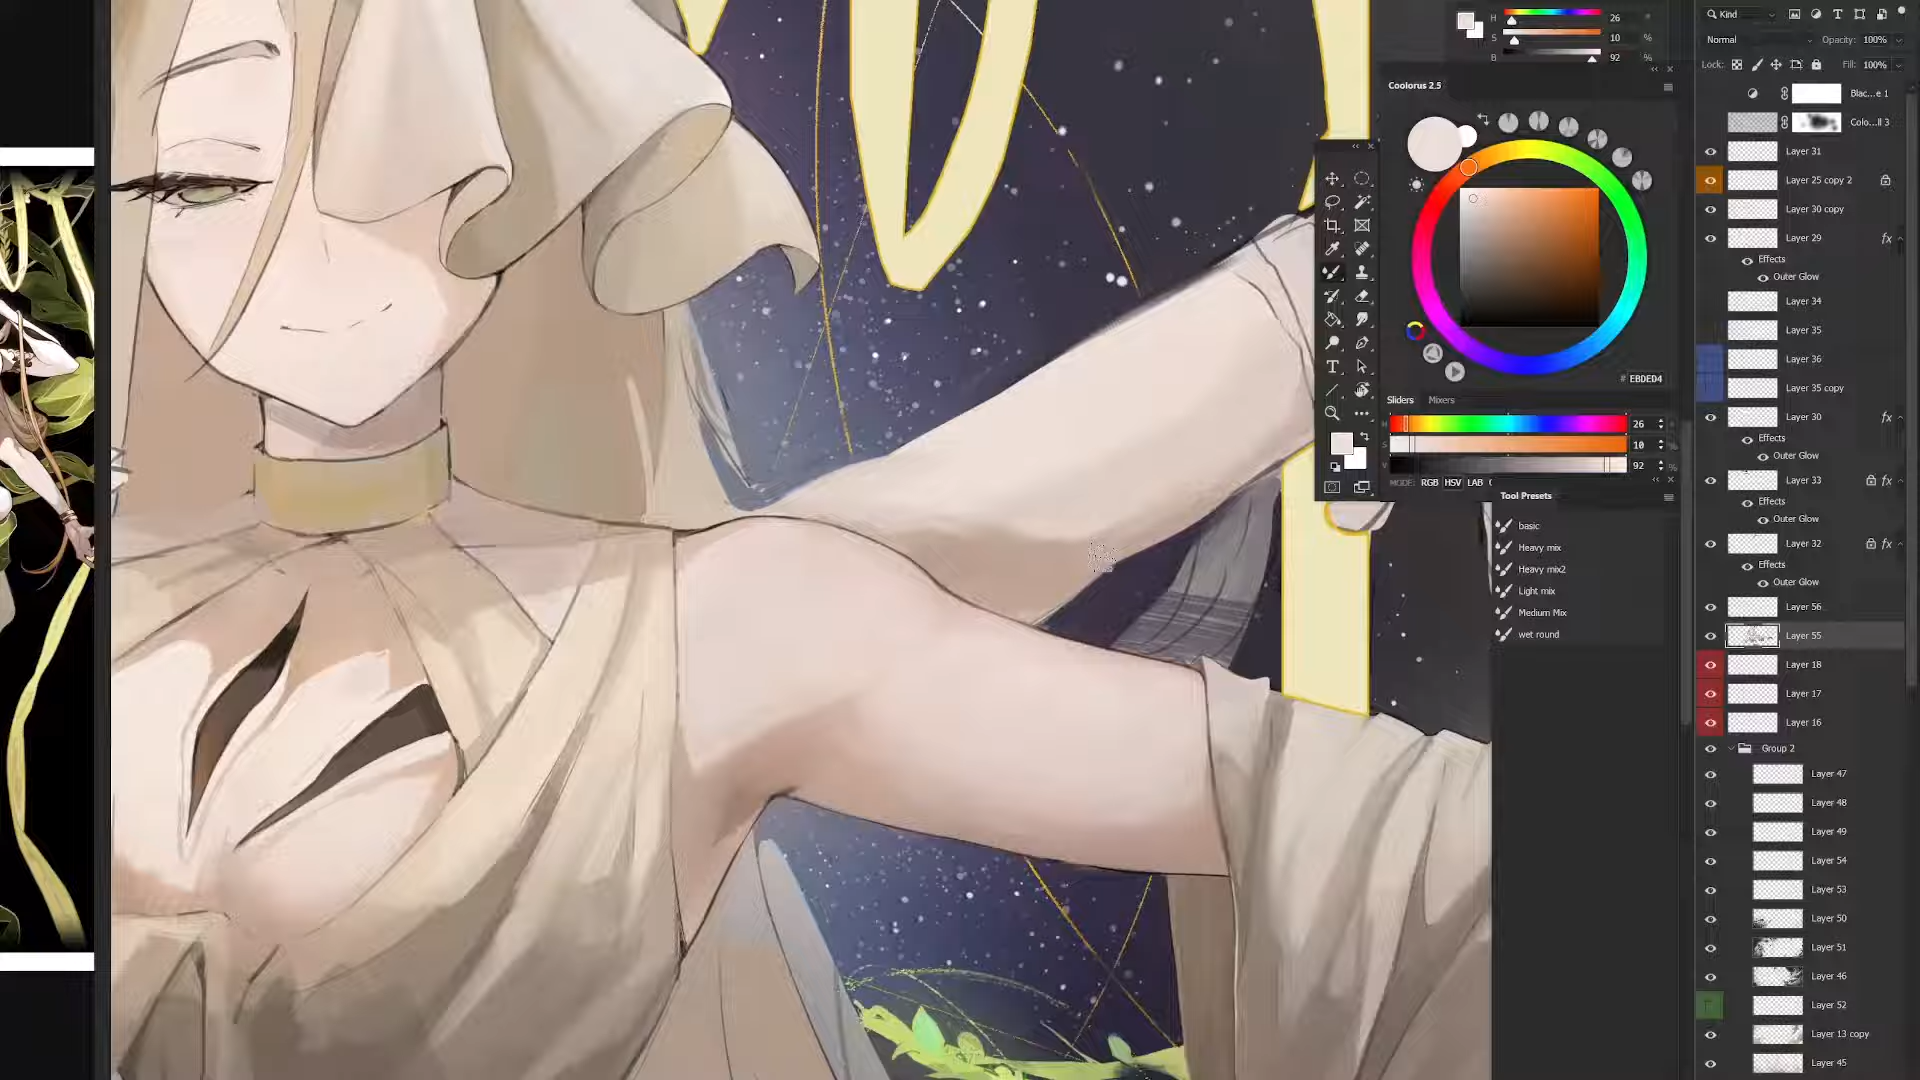 H 26 °
S 10 %
B 92 %
Coolorus 2.5
# EBDED4
Sliders Mixers
H 26 °
S 10 %
V 92 %
MODE: RGB HSV LAB
Tool Presets
basic
Heavy mix
Heavy mix2
Light mix
Medium Mix
wet round
Kind
Normal Opacity: 100%
Lock: Fill: 100%
Blac...e 1
Colo...ll 3
Layer 31
Layer 25 copy 2
Layer 30 copy
Layer 29 fx
Effects
Outer Glow
Layer 34
Layer 35
Layer 36
Layer 35 copy
Layer 30 fx
Effects
Outer Glow
Layer 33 fx
Effects
Outer Glow
Layer 32 fx
Effects
Outer Glow
Layer 56
Layer 55
Layer 18
Layer 17
Layer 16
Group 2
Layer 47
Layer 48
Layer 49
Layer 54
Layer 53
Layer 50
Layer 51
Layer 46
Layer 52
Layer 13 copy
Layer 45